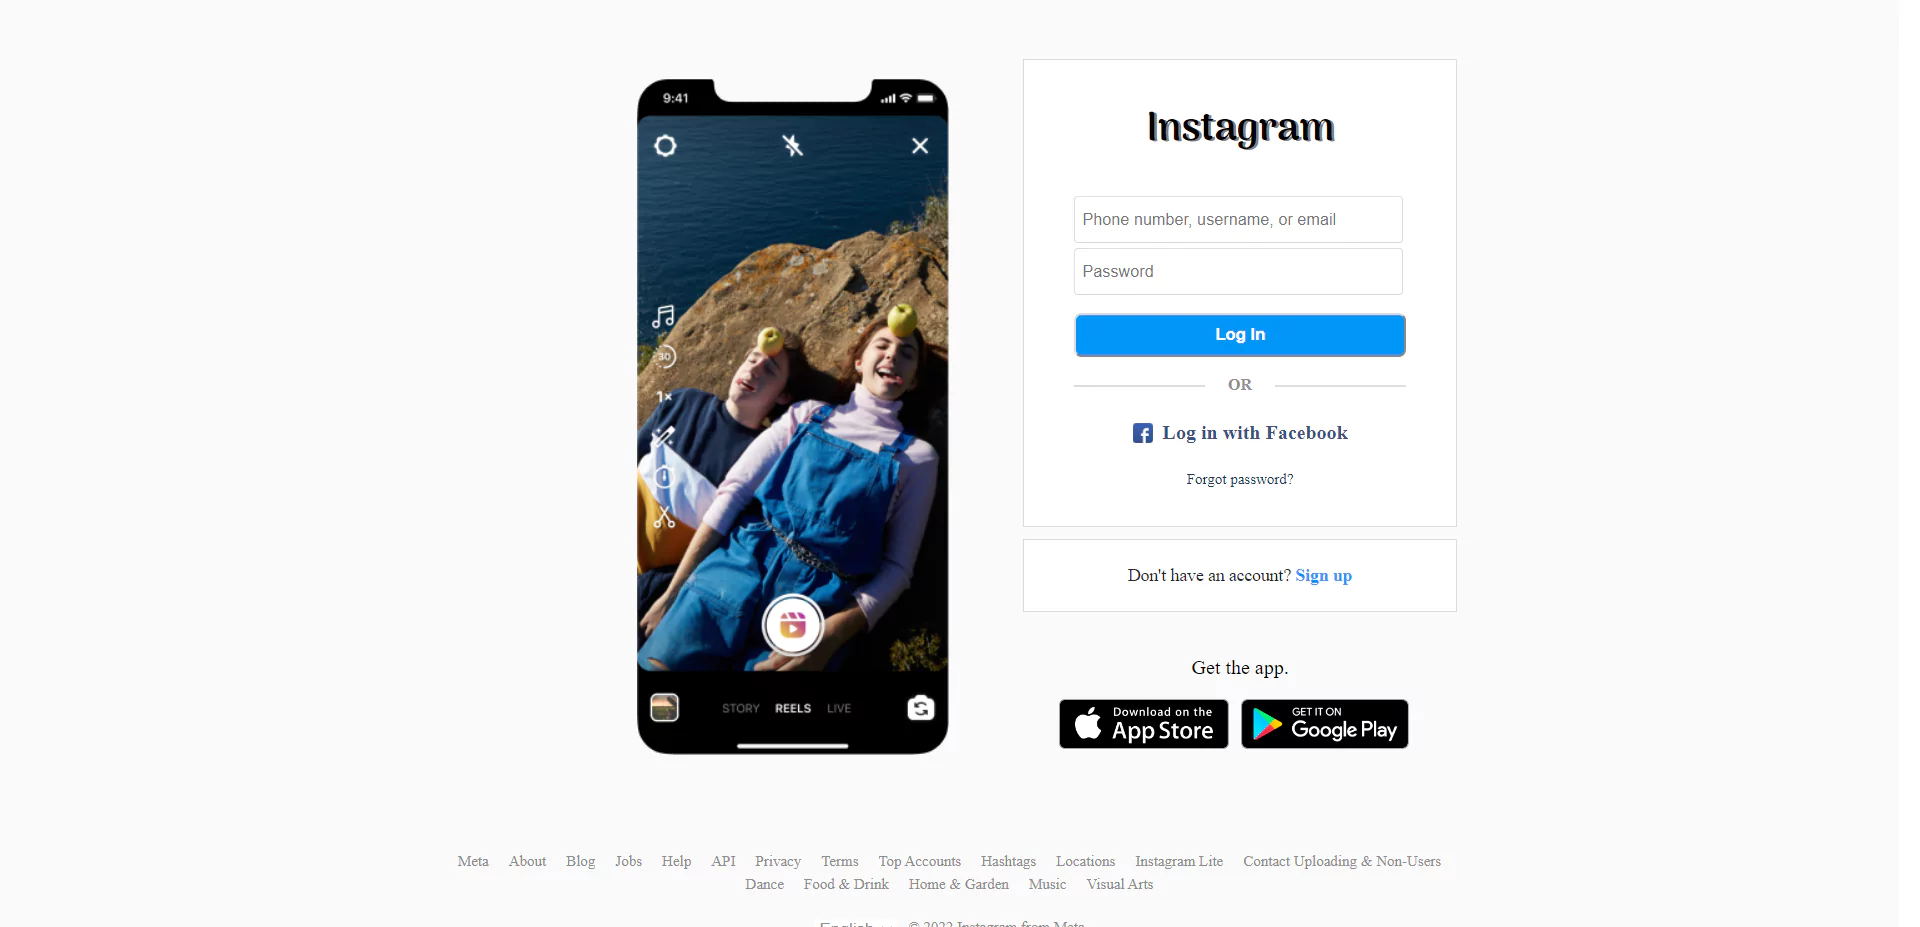 9:41
30
1×
STORY REELS LIVE
Instagram
Phone number, username, or email
Password
Log In
OR
Log in with Facebook
Forgot password?
Don't have an account? Sign up
Get the app.
Download on the
App Store
GET IT ON
Google Play
Meta About Blog Jobs Help API Privacy Terms Top Accounts Hashtags Locations Instagram Lite Contact Uploading & Non-Users
Dance Food & Drink Home & Garden Music Visual Arts
English © 2022 Instagram from Meta